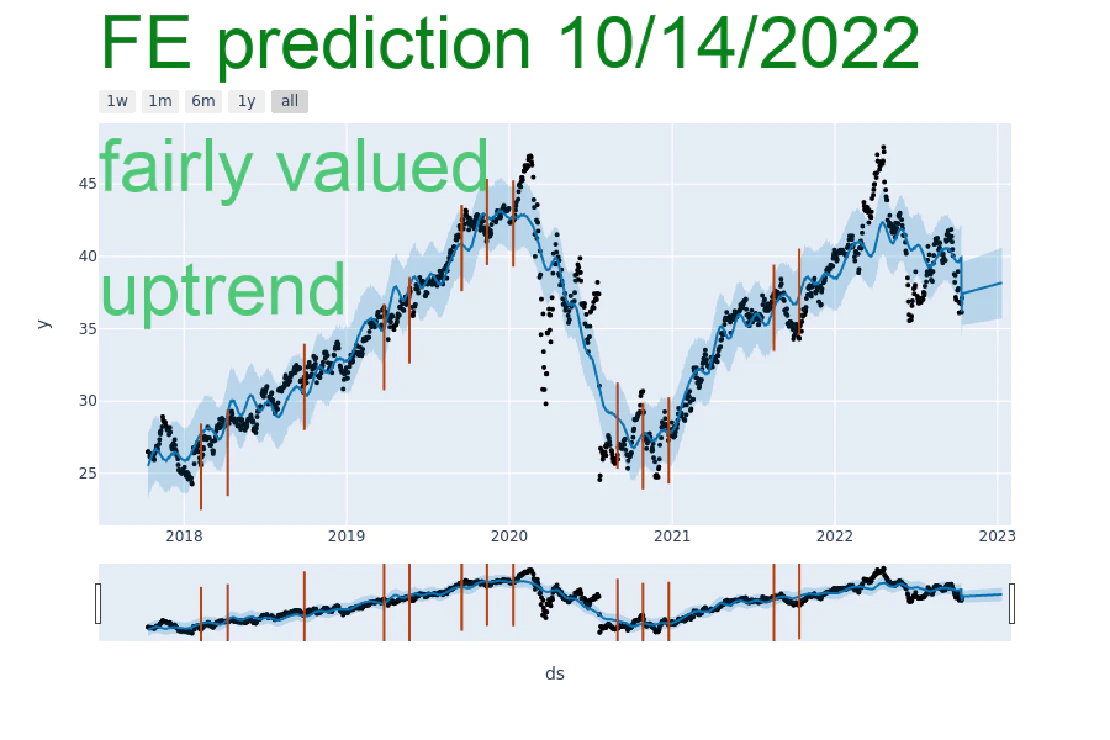 FE prediction 10/14/2022
1w 1m 6m 1y all
fairly valued
45
40
uptrend
35
y
30
25
2018 2019 2020 2021 2022 2023
ds